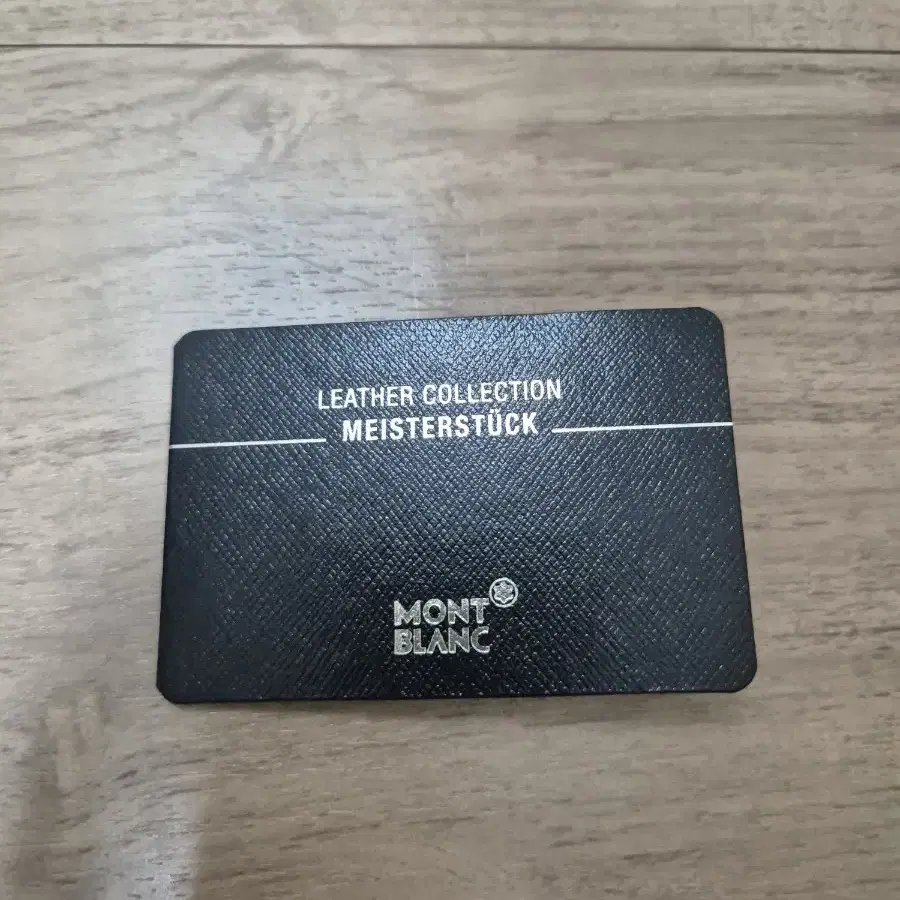 LEATHER COLLECTION
MEISTERSTÜCK
MONT
BLANC